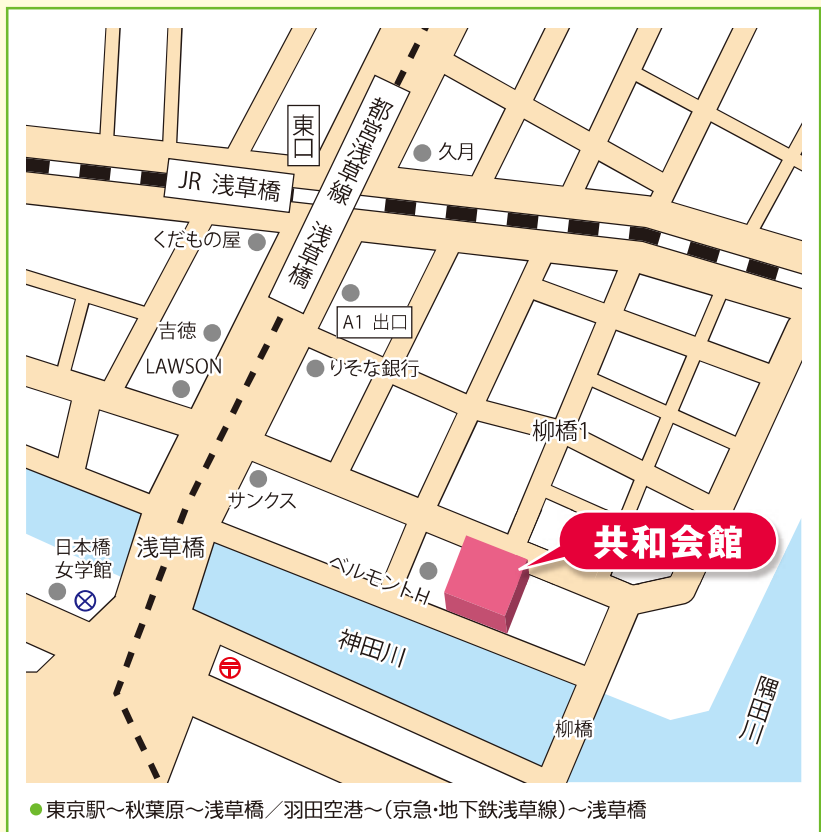 東口
都営浅草線 浅草橋
久月
JR 浅草橋
くだもの屋
A1 出口
吉徳
LAWSON
りそな銀行
柳橋1
サンクス
共和会館
浅草橋
日本橋
女学館
ベルモントH
神田川
隅田川
柳橋
●東京駅～秋葉原～浅草橋／羽田空港～(京急・地下鉄浅草線)～浅草橋